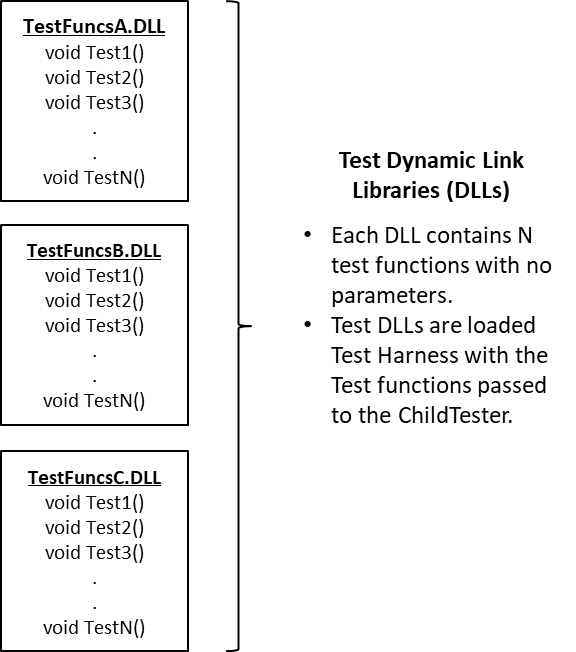 TestFuncsA.DLL
void Test1()
void Test2()
void Test3()
.
.
void TestN()
TestFuncsB.DLL
void Test1()
void Test2()
void Test3()
.
.
void TestN()
TestFuncsC.DLL
void Test1()
void Test2()
void Test3()
.
.
void TestN()
Test Dynamic Link
Libraries (DLLs)
• Each DLL contains N
test functions with no
parameters.
• Test DLLs are loaded
Test Harness with the
Test functions passed
to the ChildTester.